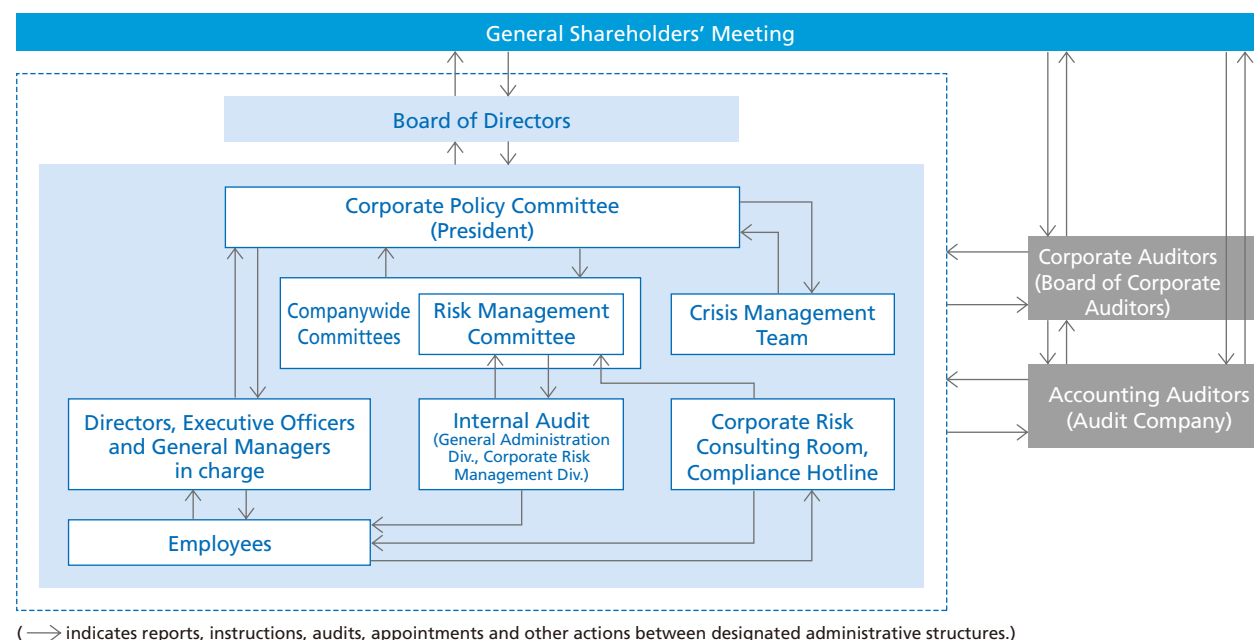 General Shareholders’ Meeting
Board of Directors
Corporate Policy Committee
(President)
Companywide
Committees
Risk Management
Committee
Crisis Management
Team
Corporate Auditors
(Board of Corporate
Auditors)
Accounting Auditors
(Audit Company)
Directors, Executive Officers
and General Managers
in charge
Internal Audit
(General Administration
Div., Corporate Risk
Management Div.)
Corporate Risk
Consulting Room,
Compliance Hotline
Employees
( → indicates reports, instructions, audits, appointments and other actions between designated administrative structures.)